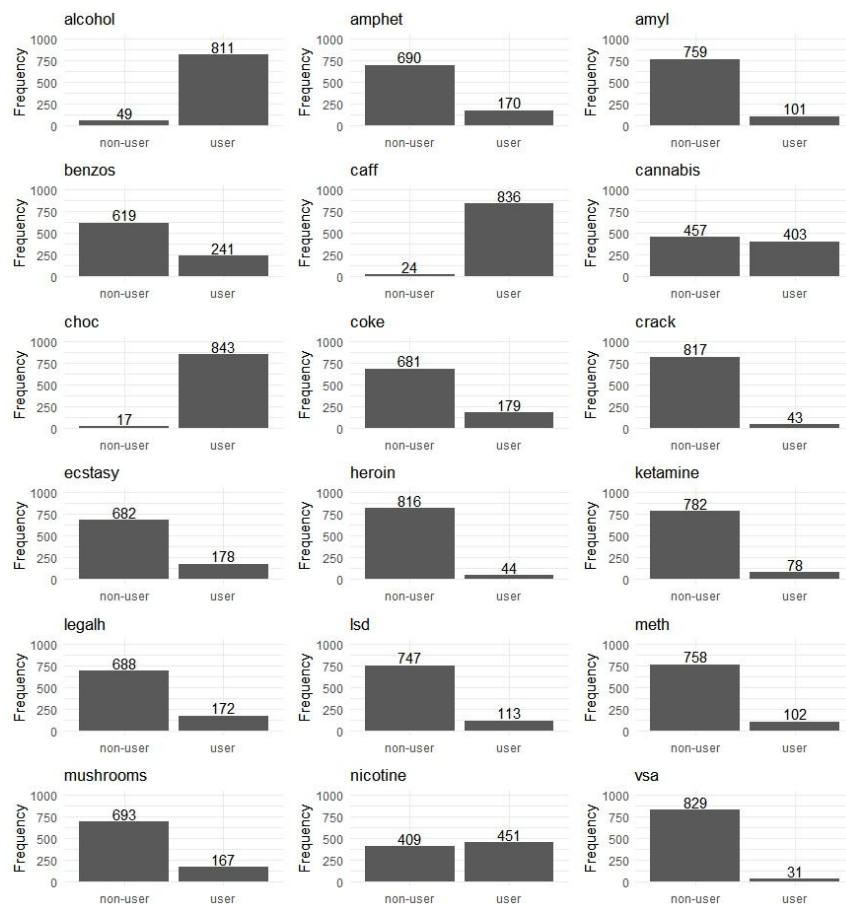 alcohol
amphet
amyl
Frequency
1000
750
500
250
0
49
811
non-user
user
Frequency
1000
750
500
250
0
690
170
non-user
user
Frequency
1000
750
500
250
0
759
101
non-user
user
benzos
caff
cannabis
Frequency
1000
750
500
250
0
619
241
non-user
user
Frequency
1000
750
500
250
0
24
836
non-user
user
Frequency
1000
750
500
250
0
457
403
non-user
user
choc
coke
crack
Frequency
1000
750
500
250
0
17
843
non-user
user
Frequency
1000
750
500
250
0
681
179
non-user
user
Frequency
1000
750
500
250
0
817
43
non-user
user
ecstasy
heroin
ketamine
Frequency
1000
750
500
250
0
682
178
non-user
user
Frequency
1000
750
500
250
0
816
44
non-user
user
Frequency
1000
750
500
250
0
782
78
non-user
user
legalh
lsd
meth
Frequency
1000
750
500
250
0
688
172
non-user
user
Frequency
1000
750
500
250
0
747
113
non-user
user
Frequency
1000
750
500
250
0
758
102
non-user
user
mushrooms
nicotine
vsa
Frequency
1000
750
500
250
0
693
167
non-user
user
Frequency
1000
750
500
250
0
409
451
non-user
user
Frequency
1000
750
500
250
0
829
31
non-user
user